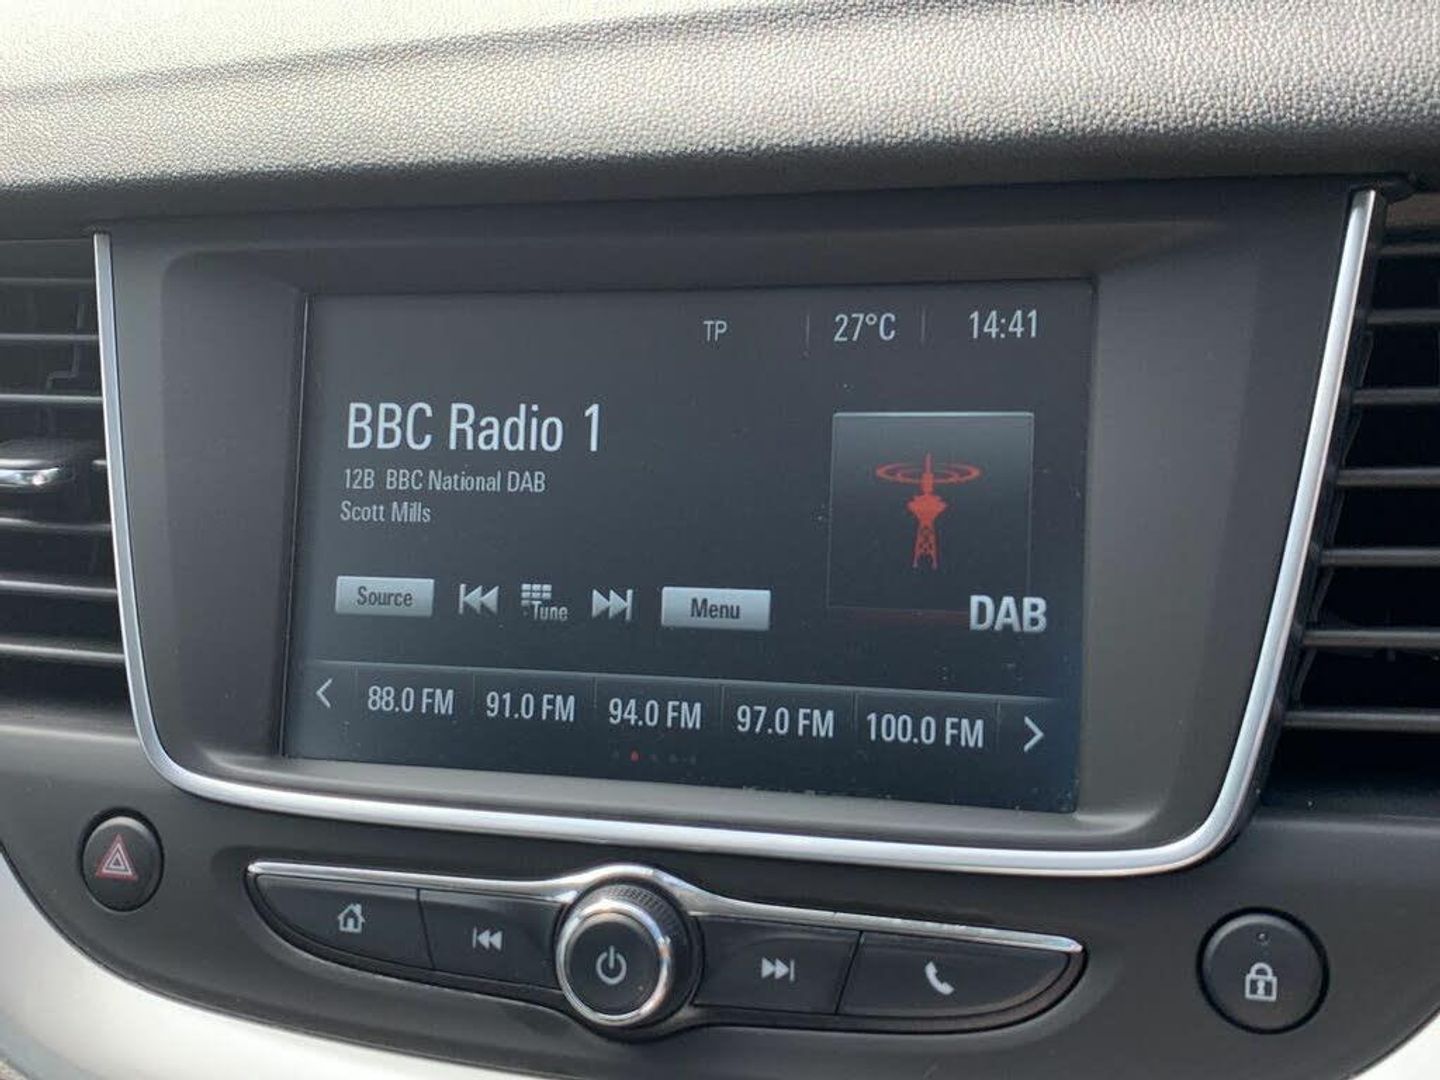 TP 27°C 14:41
BBC Radio 1
12B BBC National DAB
Scott Mills
Source Tune Menu
DAB
88.0 FM 91.0 FM 94.0 FM 97.0 FM 100.0 FM